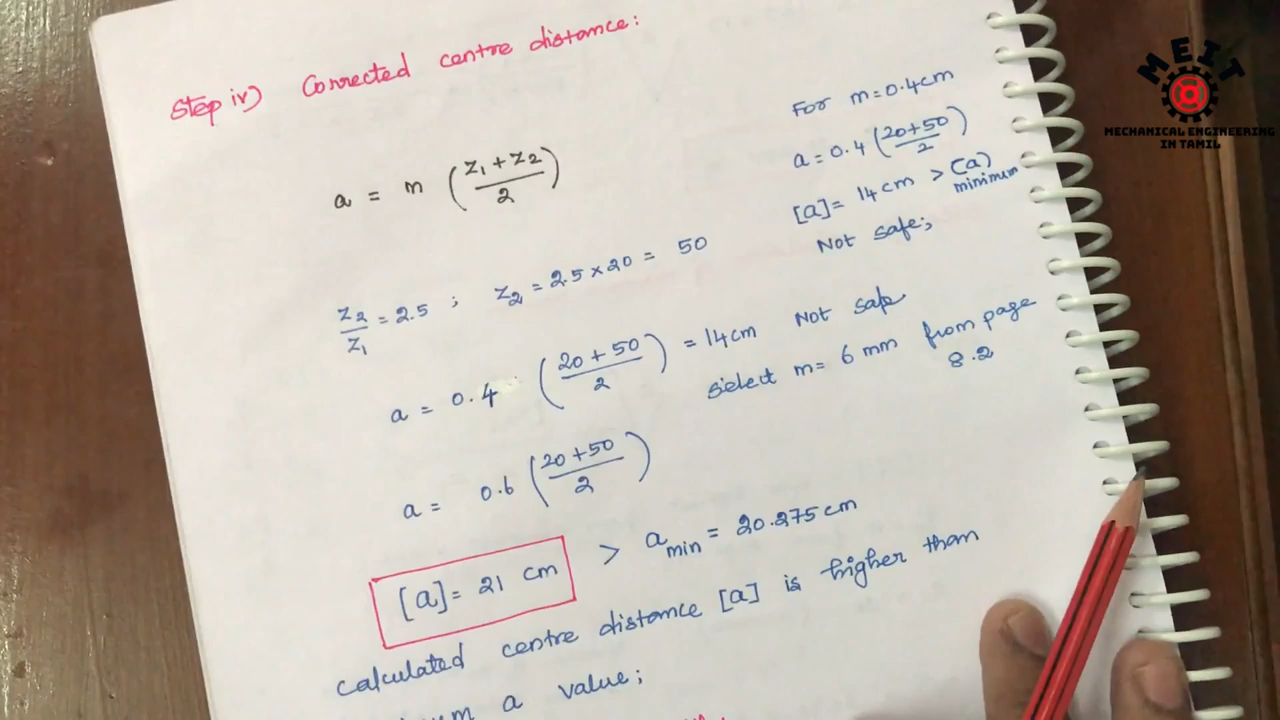 Step iv) Corrected centre distance:
a = m ( (z1 + z2) / 2 )
z2/z1 = 2.5 ; z2 = 2.5 × 20 = 50
a = 0.4 ( (20 + 50) / 2 ) = 14cm Not safe
select m = 6 mm from page 8.2
a = 0.6 ( (20 + 50) / 2 )
[a] = 21 cm > a min = 20.275 cm
calculated centre distance [a] is higher than
a value;
For m = 0.4cm
a = 0.4 ( (20+50) / 2 )
[a] = 14 cm > (a) minimum
Not safe;
MEIT
MECHANICAL ENGINEERING
IN TAMIL